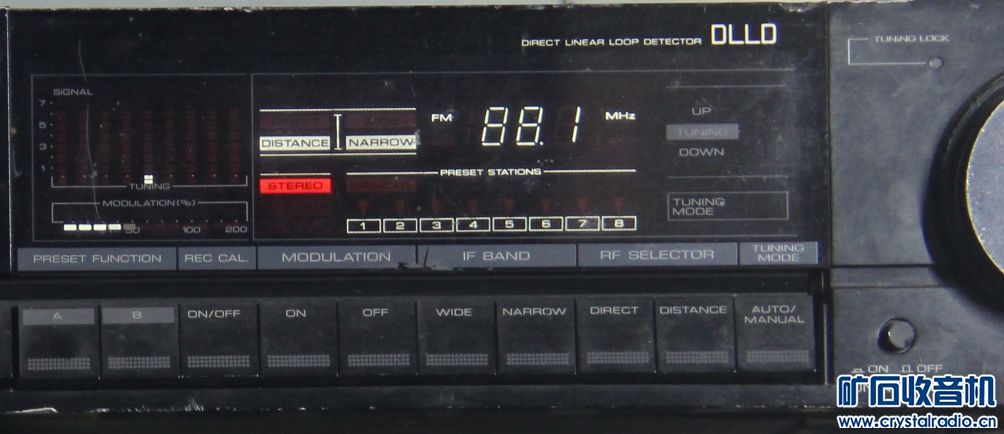 DIRECT LINEAR LOOP DETECTOR DLLD
TUNING LOCK
SIGNAL
7
5
3
1
TUNING
MODULATION(%)
50 100 200
DISTANCE NARROW
FM 88.1 MHz
STEREO
PRESET STATIONS
1 2 3 4 5 6 7 8
UP
TUNING
DOWN
TUNING
MODE
PRESET FUNCTION REC CAL. MODULATION IF BAND RF SELECTOR TUNING
MODE
A B ON/OFF ON OFF WIDE NARROW DIRECT DISTANCE AUTO/
MANUAL
ON OFF
矿石收音机
www.crystalradio.cn